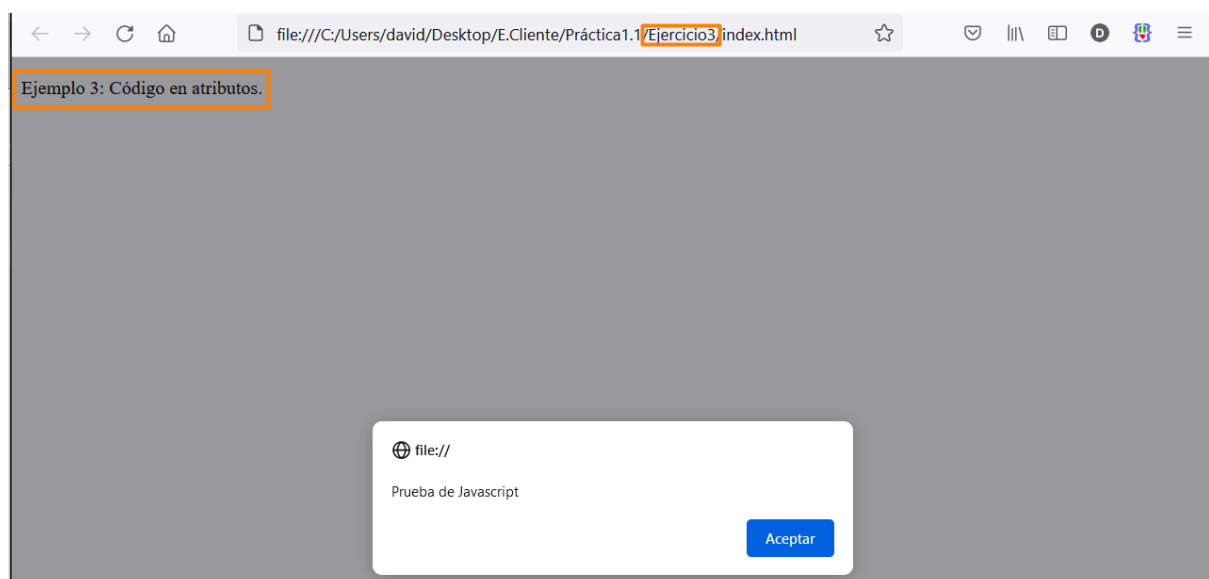 file:///C:/Users/david/Desktop/E.Cliente/Práctica1.1/Ejercicio3/index.html
D
Ejemplo 3: Código en atributos.
file://
Prueba de Javascript
Aceptar